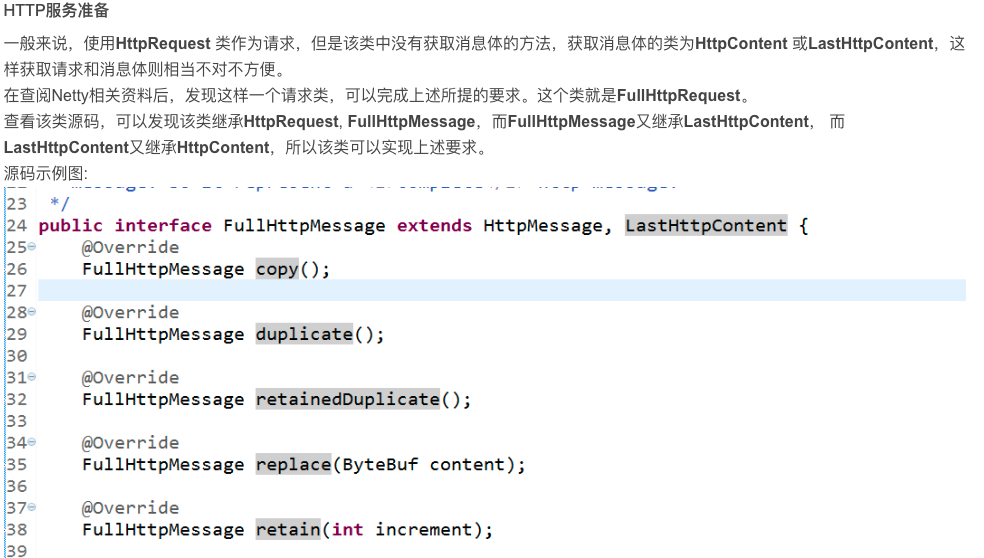 HTTP服务准备
一般来说，使用HttpRequest 类作为请求，但是该类中没有获取消息体的方法，获取消息体的类为HttpContent 或LastHttpContent，这
样获取请求和消息体则相当不对不方便。
在查阅Netty相关资料后，发现这样一个请求类，可以完成上述所提的要求。这个类就是FullHttpRequest。
查看该类源码，可以发现该类继承HttpRequest, FullHttpMessage，而FullHttpMessage又继承LastHttpContent， 而
LastHttpContent又继承HttpContent，所以该类可以实现上述要求。
源码示例图:
23 */
24 public interface FullHttpMessage extends HttpMessage, LastHttpContent {
25 @Override
26 FullHttpMessage copy();
27
28 @Override
29 FullHttpMessage duplicate();
30
31 @Override
32 FullHttpMessage retainedDuplicate();
33
34 @Override
35 FullHttpMessage replace(ByteBuf content);
36
37 @Override
38 FullHttpMessage retain(int increment);
39